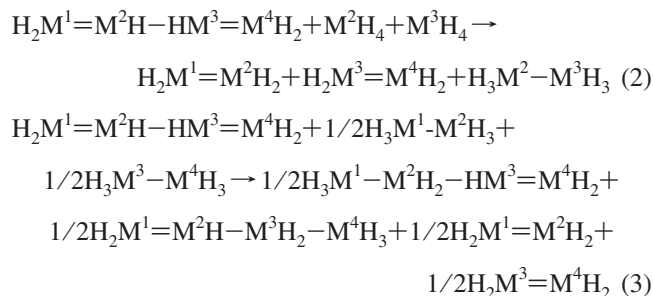 H₂M¹=M²H−HM³=M⁴H₂+M²H₄+M³H₄→
H₂M¹=M²H₂+H₂M³=M⁴H₂+H₃M²−M³H₃ (2)
H₂M¹=M²H−HM³=M⁴H₂+1/2H₃M¹-M²H₃+
1/2H₃M³−M⁴H₃→1/2H₃M¹−M²H₂−HM³=M⁴H₂+
1/2H₂M¹=M²H−M³H₂−M⁴H₃+1/2H₂M¹=M²H₂+
1/2H₂M³=M⁴H₂ (3)